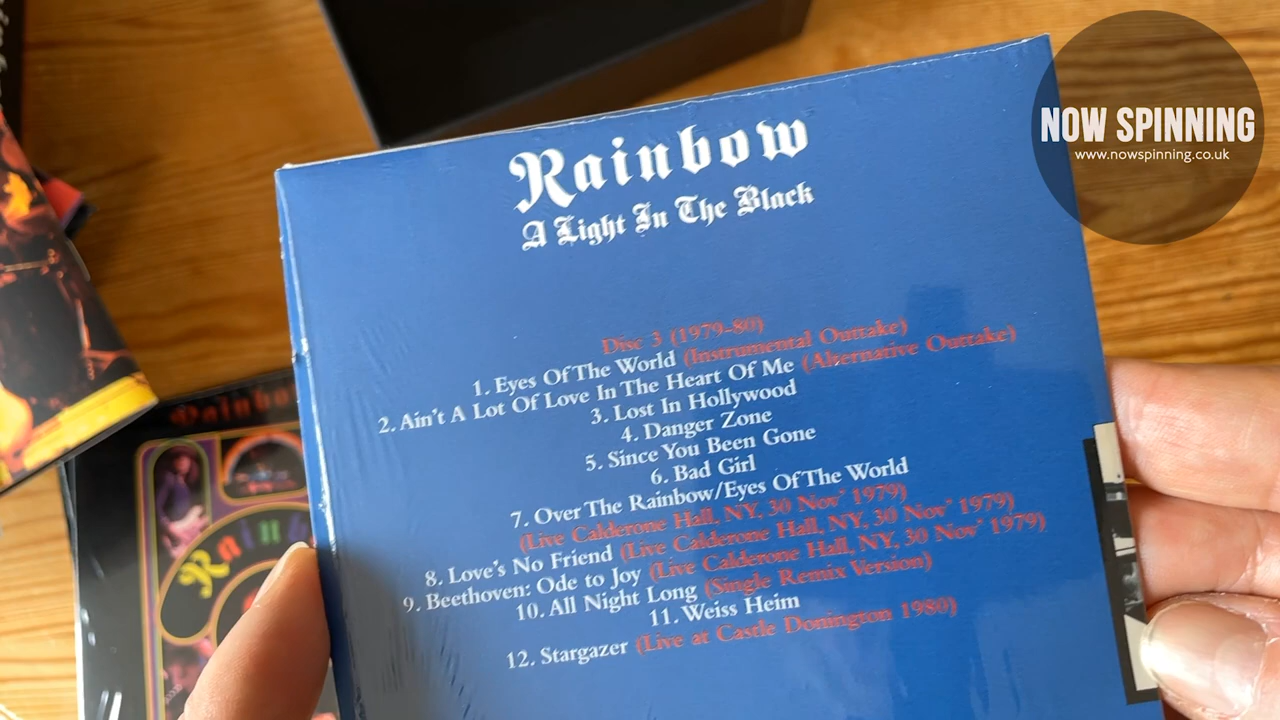 NOW SPINNING
www.nowspinning.co.uk
Rainbow
A Light In The Black
Disc 3 (1979-80)
1. Eyes Of The World (Instrumental Outtake)
2. Ain't A Lot Of Love In The Heart Of Me (Alternative Outtake)
3. Lost In Hollywood
4. Danger Zone
5. Since You Been Gone
6. Bad Girl
7. Over The Rainbow/Eyes Of The World
(Live Calderone Hall, NY, 30 Nov' 1979)
8. Love's No Friend (Live Calderone Hall, NY, 30 Nov' 1979)
9. Beethoven: Ode to Joy (Live Calderone Hall, NY, 30 Nov' 1979)
10. All Night Long (Single Remix Version)
11. Weiss Heim
12. Stargazer (Live at Castle Donington 1980)
Rainbow